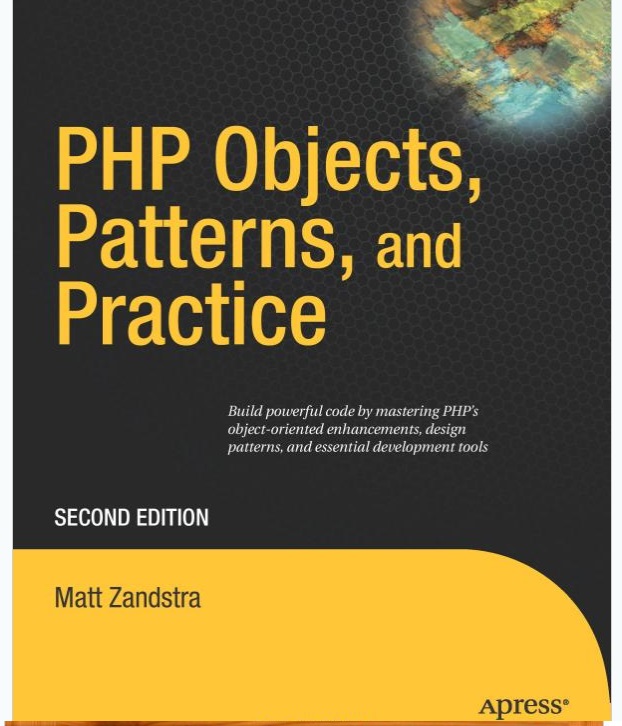 PHP Objects,
Patterns, and
Practice
Build powerful code by mastering PHP's
object-oriented enhancements, design
patterns, and essential development tools
SECOND EDITION
Matt Zandstra
Apress®